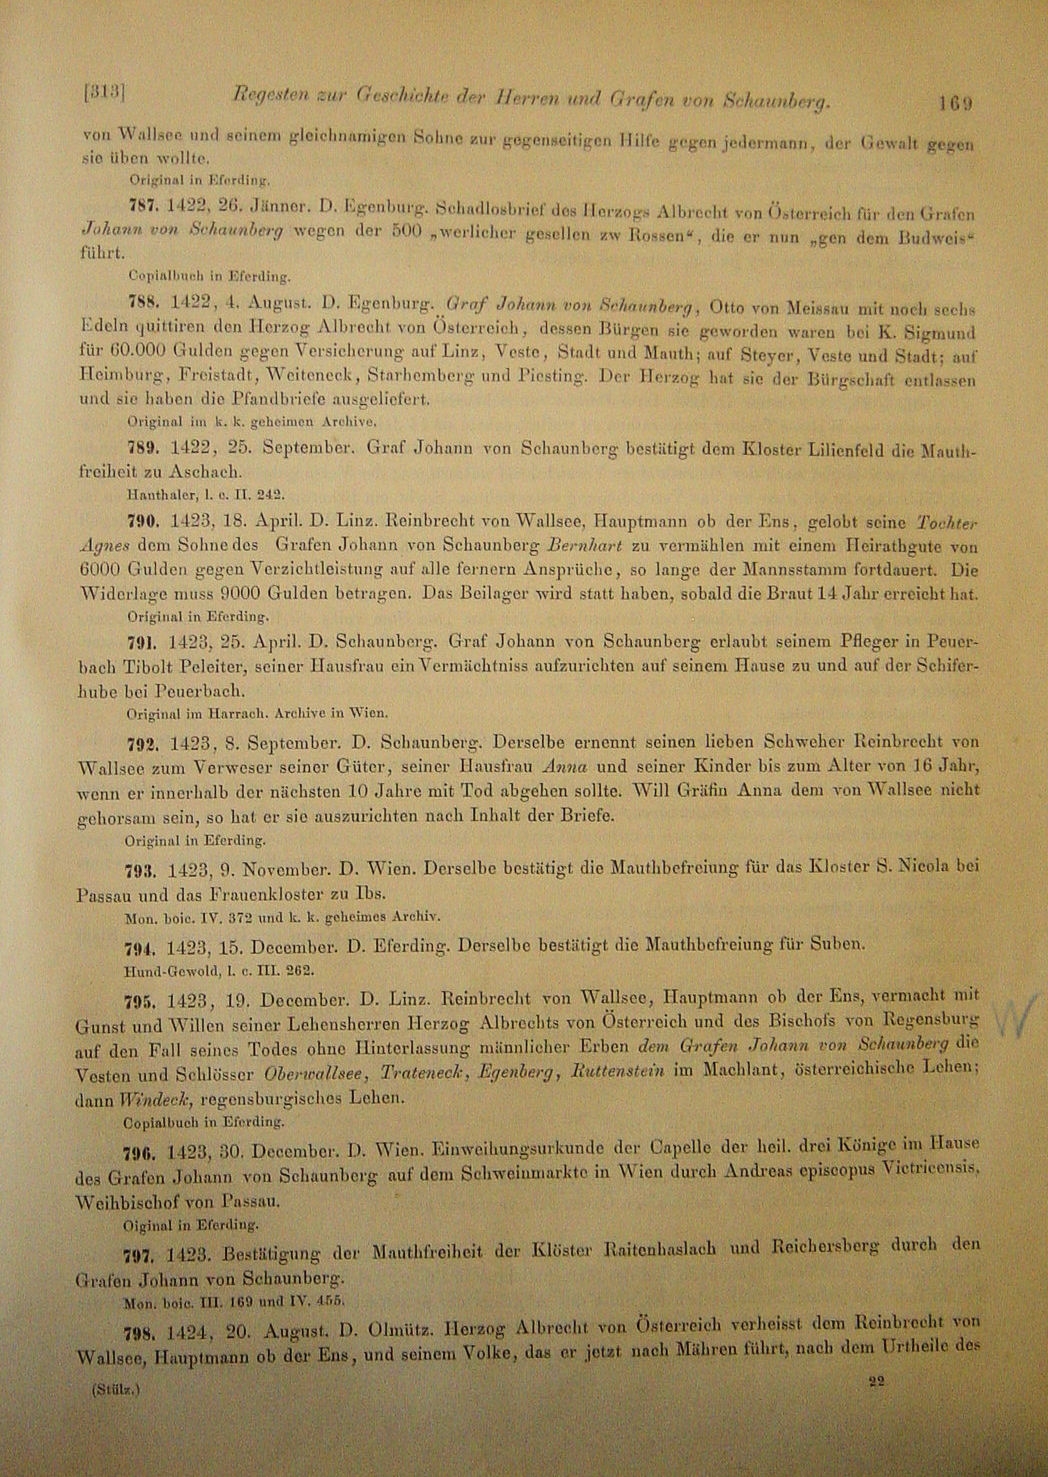 [313] Regesten zur Geschichte der Herren und Grafen von Schaunberg. 169
von Wallsee und seinem gleichnamigen Sohne zur gegenseitigen Hilfe gegen jedermann, der Gewalt gegen
sie üben wollte.
Original in Eferding.
787. 1422, 26. Jänner. D. Egenburg. Schadlosbrief des Herzogs Albrecht von Österreich für den Grafen
Johann von Schaunberg wegen der 500 „werlicher gesellen zw Rossen“, die er nun „gen dem Budweis“
führt.
Copialbuch in Eferding.
788. 1422, 4. August. D. Egenburg. Graf Johann von Schaunberg, Otto von Meissau mit noch sechs
Edeln quittiren den Herzog Albrecht von Österreich, dessen Bürgen sie geworden waren bei K. Sigmund
für 60.000 Gulden gegen Versicherung auf Linz, Veste, Stadt und Mauth; auf Steyer, Veste und Stadt; auf
Heimburg, Freistadt, Weiteneck, Starhemberg und Piesting. Der Herzog hat sie der Bürgschaft entlassen
und sie haben die Pfandbriefe ausgeliefert.
Original im k. k. geheimen Archive.
789. 1422, 25. September. Graf Johann von Schaunberg bestätigt dem Kloster Lilienfeld die Mauth-
freiheit zu Aschach.
Hanthaler, l. c. II. 242.
790. 1423, 18. April. D. Linz. Reinbrecht von Wallsee, Hauptmann ob der Ens, gelobt seine Tochter
Agnes dem Sohne des Grafen Johann von Schaunberg Bernhart zu vermählen mit einem Heirathgute von
6000 Gulden gegen Verzichtleistung auf alle fernern Ansprüche, so lange der Mannsstamm fortdauert. Die
Widerlage muss 9000 Gulden betragen. Das Beilager wird statt haben, sobald die Braut 14 Jahr erreicht hat.
Original in Eferding.
791. 1423, 25. April. D. Schaunberg. Graf Johann von Schaunberg erlaubt seinem Pfleger in Peuer-
bach Tibolt Peleiter, seiner Hausfrau ein Vermächtniss aufzurichten auf seinem Hause zu und auf der Schifer-
hube bei Peuerbach.
Original im Harrach. Archive in Wien.
792. 1423, 8. September. D. Schaunberg. Derselbe ernennt seinen lieben Schweher Reinbrecht von
Wallsee zum Verweser seiner Güter, seiner Hausfrau Anna und seiner Kinder bis zum Alter von 16 Jahr,
wenn er innerhalb der nächsten 10 Jahre mit Tod abgehen sollte. Will Gräfin Anna dem von Wallsee nicht
gehorsam sein, so hat er sie auszurichten nach Inhalt der Briefe.
Original in Eferding.
793. 1423, 9. November. D. Wien. Derselbe bestätigt die Mauthbefreiung für das Kloster S. Nicola bei
Passau und das Frauenkloster zu Ibs.
Mon. boic. IV. 372 und k. k. geheimes Archiv.
794. 1423, 15. December. D. Eferding. Derselbe bestätigt die Mauthbefreiung für Suben.
Hund-Gewold, l. c. III. 262.
795. 1423, 19. December. D. Linz. Reinbrecht von Wallsee, Hauptmann ob der Ens, vermacht mit
Gunst und Willen seiner Lehensherren Herzog Albrechts von Österreich und des Bischofs von Regensburg
auf den Fall seines Todes ohne Hinterlassung männlicher Erben dem Grafen Johann von Schaunberg die
Vesten und Schlösser Oberwallsee, Trateneck, Egenberg, Ruttenstein im Machlant, österreichische Lehen;
dann Windeck, regensburgisches Lehen.
Copialbuch in Eferding.
796. 1423, 30. December. D. Wien. Einweihungsurkunde der Capelle der heil. drei Könige im Hause
des Grafen Johann von Schaunberg auf dem Schweinmarkte in Wien durch Andreas episcopus Victricensis,
Weihbischof von Passau.
Oiginal in Eferding.
797. 1423. Bestätigung der Mauthfreiheit der Klöster Raitenhaslach und Reichersberg durch den
Grafen Johann von Schaunberg.
Mon. boic. III. 169 und IV. 455.
798. 1424, 20. August. D. Olmütz. Herzog Albrecht von Österreich verheisst dem Reinbrecht von
Wallsee, Hauptmann ob der Ens, und seinem Volke, das er jetzt nach Mähren führt, nach dem Urtheile des
(Stülz.) 22